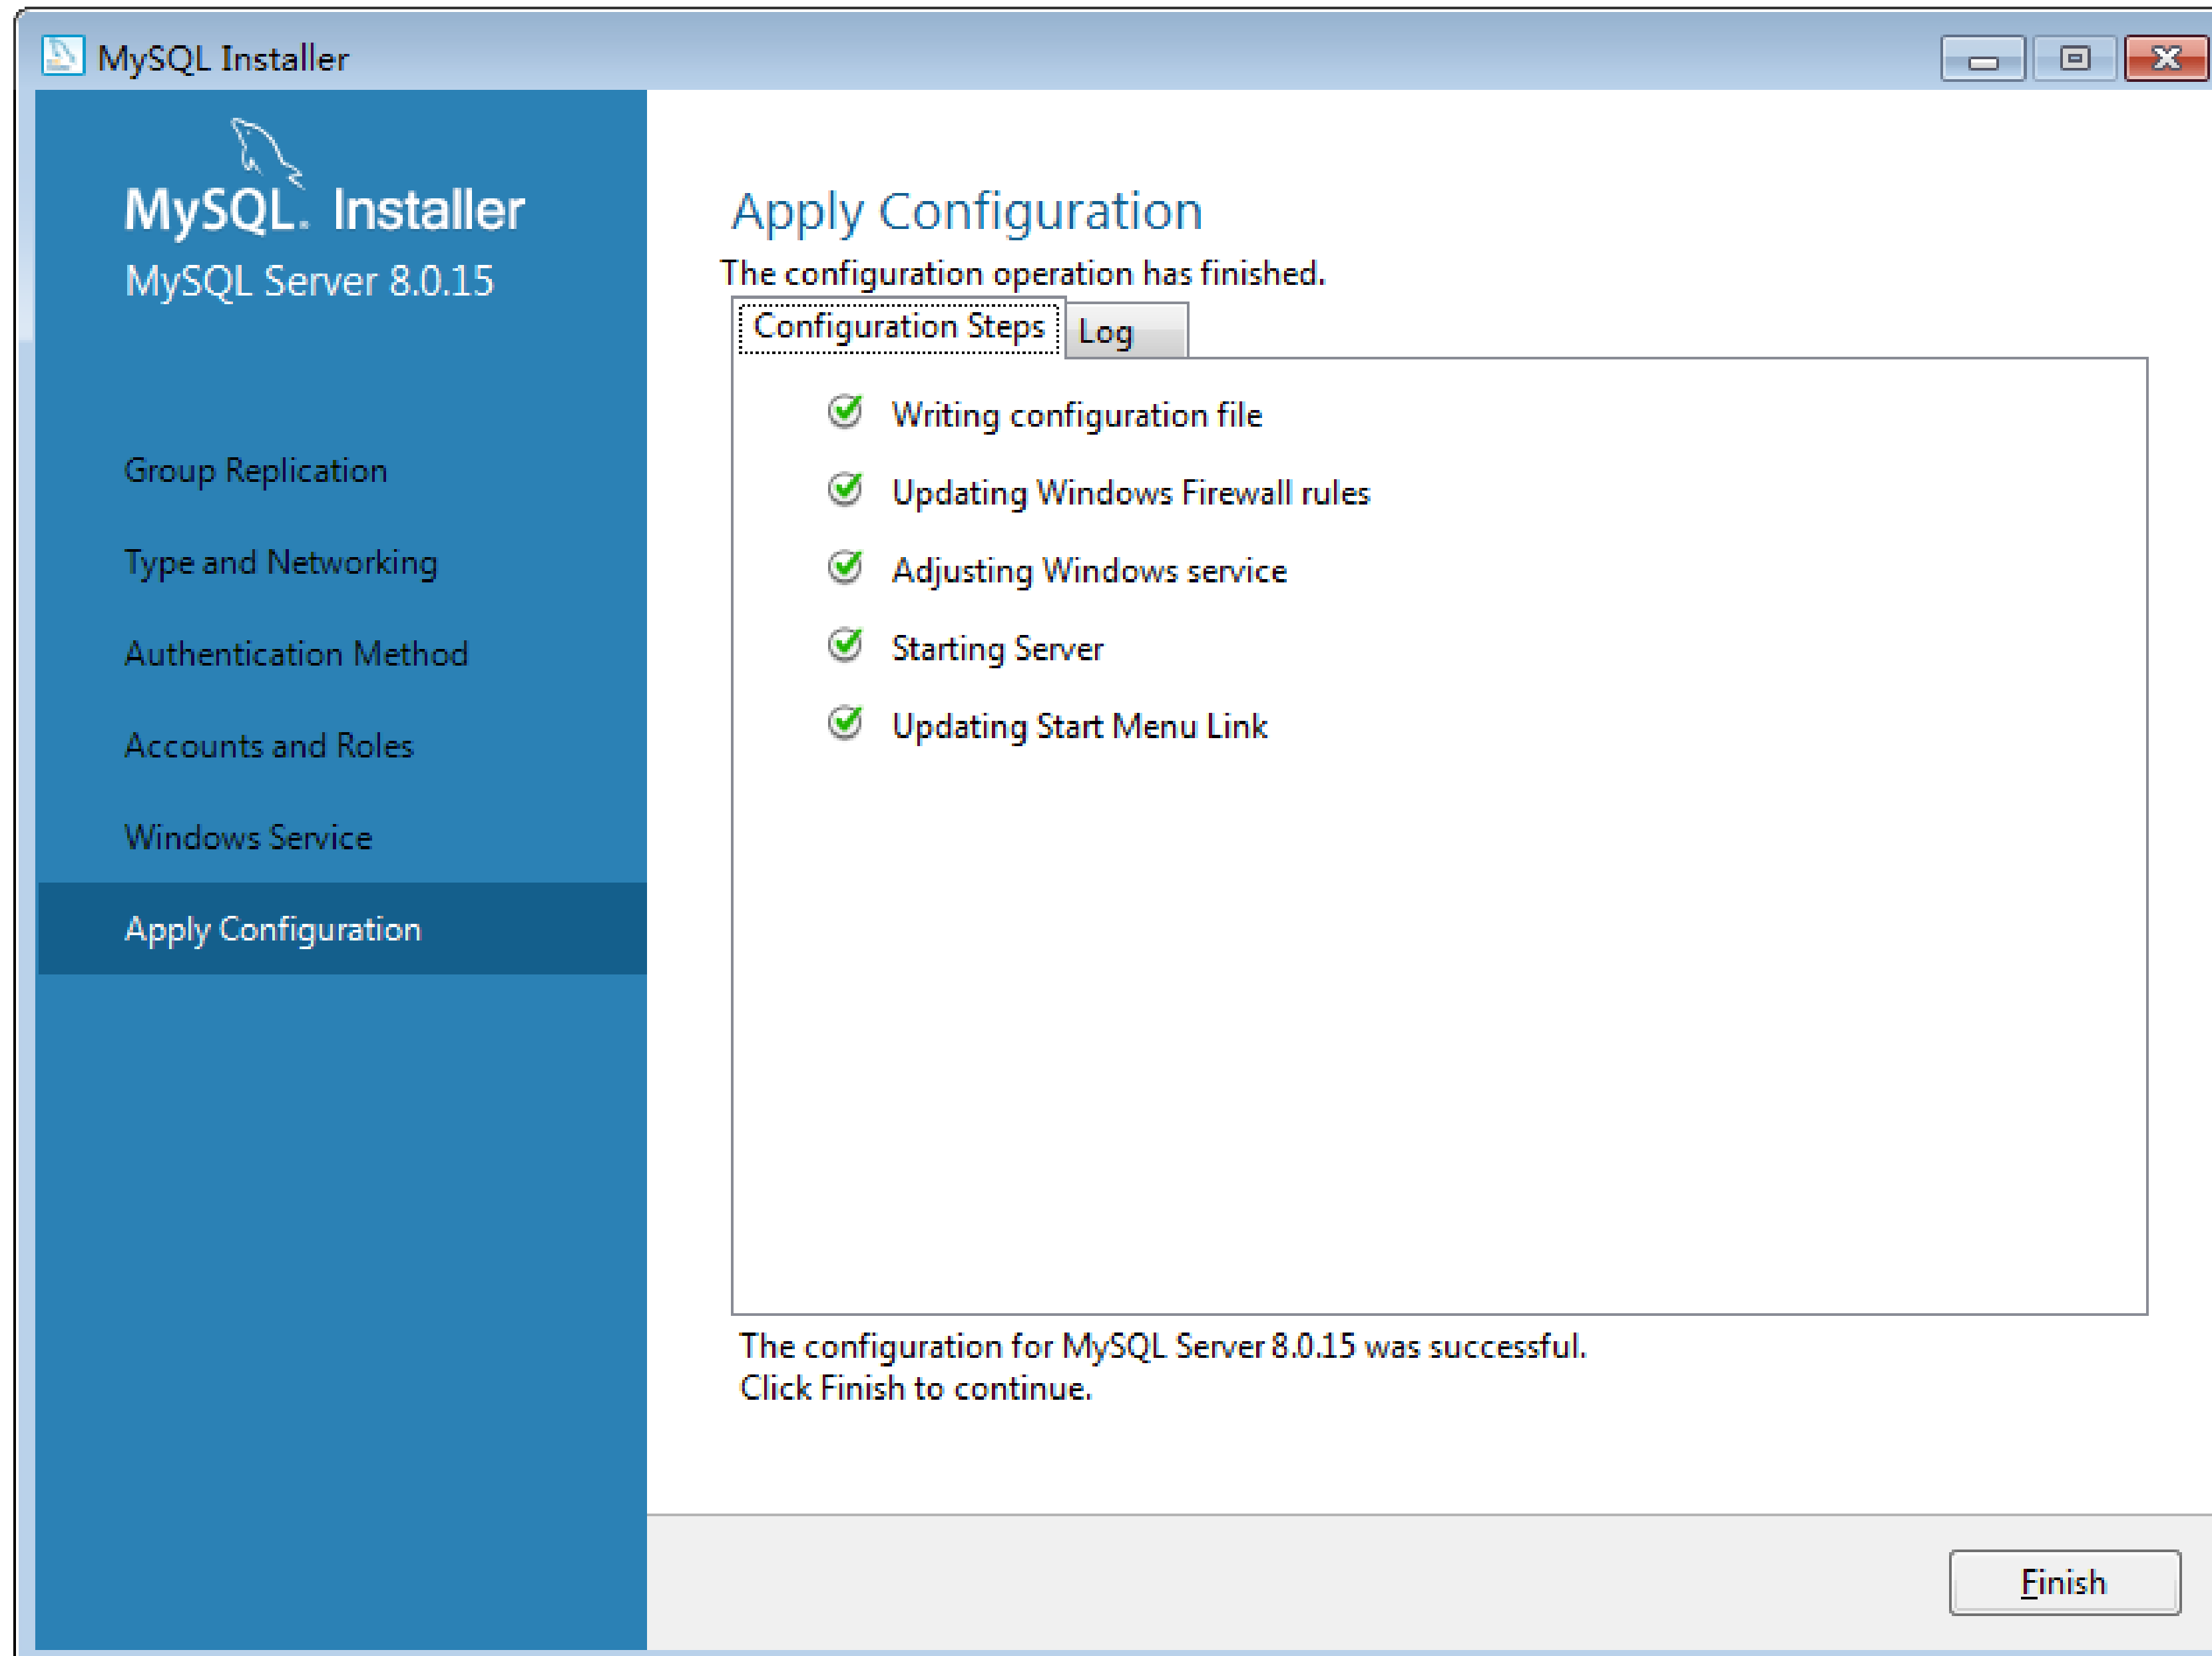 MySQL Installer
MySQL. Installer
MySQL Server 8.0.15
Group Replication
Type and Networking
Authentication Method
Accounts and Roles
Windows Service
Apply Configuration
Apply Configuration
The configuration operation has finished.
Configuration Steps Log
Writing configuration file
Updating Windows Firewall rules
Adjusting Windows service
Starting Server
Updating Start Menu Link
The configuration for MySQL Server 8.0.15 was successful.
Click Finish to continue.
Finish